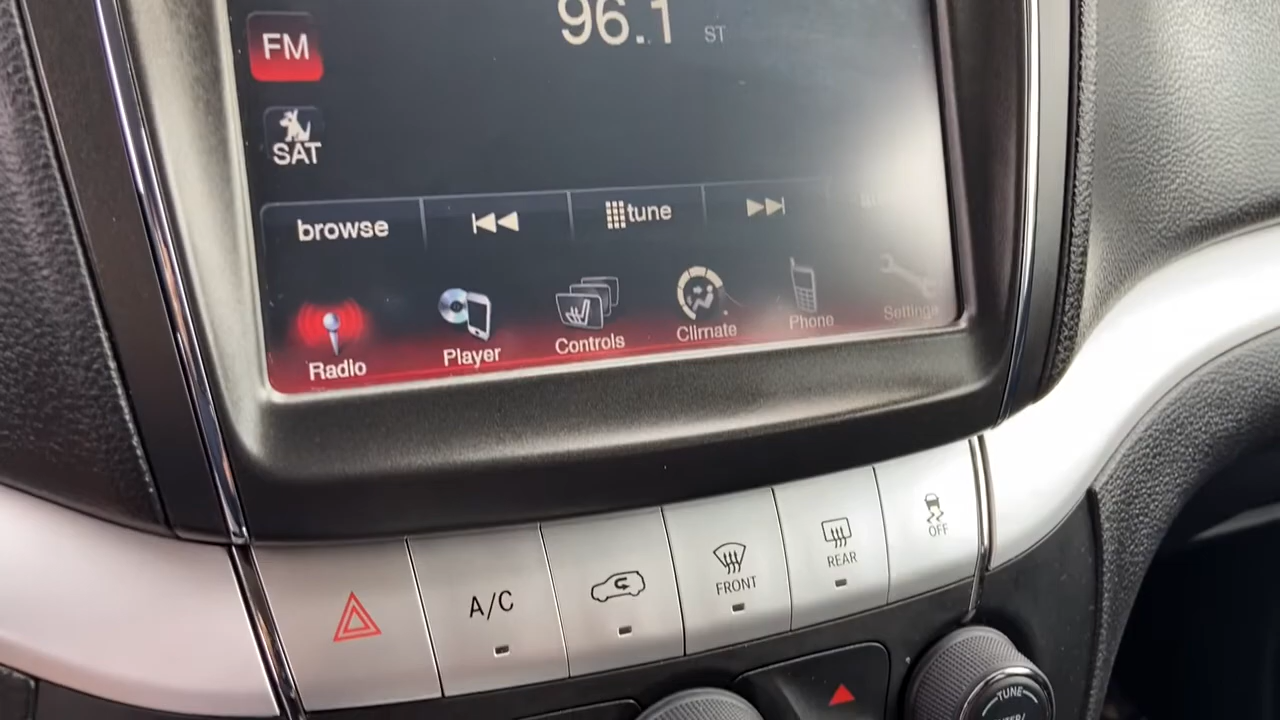 96.1 ST
FM
SAT
browse
tune
Radio
Player
Controls
Climate
Phone
Settings
A/C
FRONT
REAR
OFF
TUNE